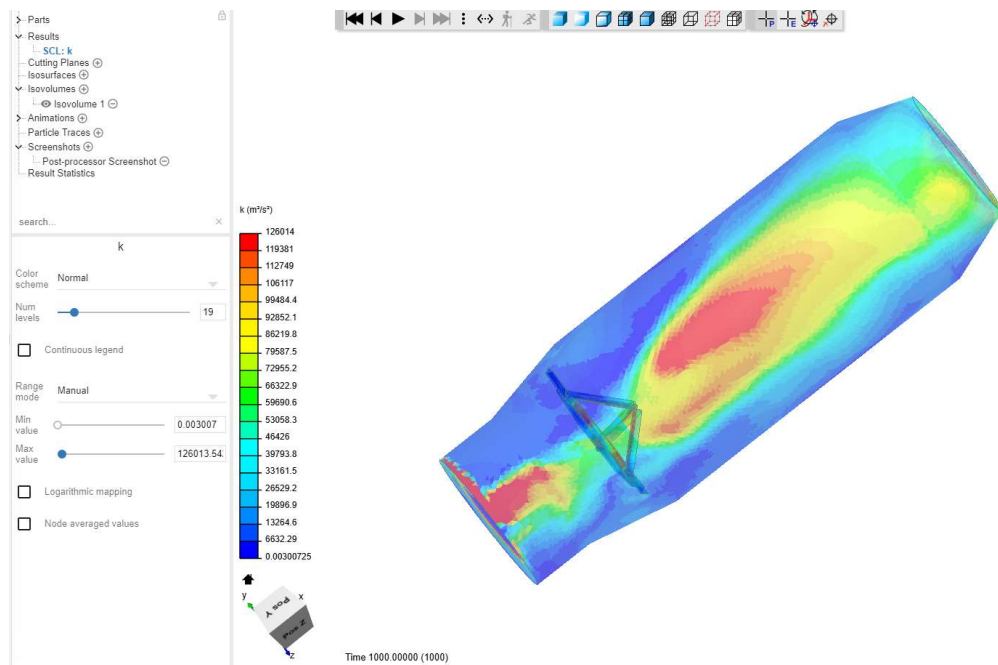 Parts
Results
SCL: k
Cutting Planes
Isosurfaces
Isovolumes
Isovolume 1
Animations
Particle Traces
Screenshots
Post-processor Screenshot
Result Statistics
search...
k
Color scheme Normal
Num levels 19
Continuous legend
Range mode Manual
Min value 0.003007
Max value 126013.54
Logarithmic mapping
Node averaged values
k (m²/s²)
126014
119381
112749
106117
99484.4
92852.1
86219.8
79587.5
72955.2
66322.9
59690.6
53058.3
46426
39793.8
33161.5
26529.2
19896.9
13264.6
6632.29
0.00300725
y
x
Pos Y
Pos Z
z
Time 1000.00000 (1000)
P
E